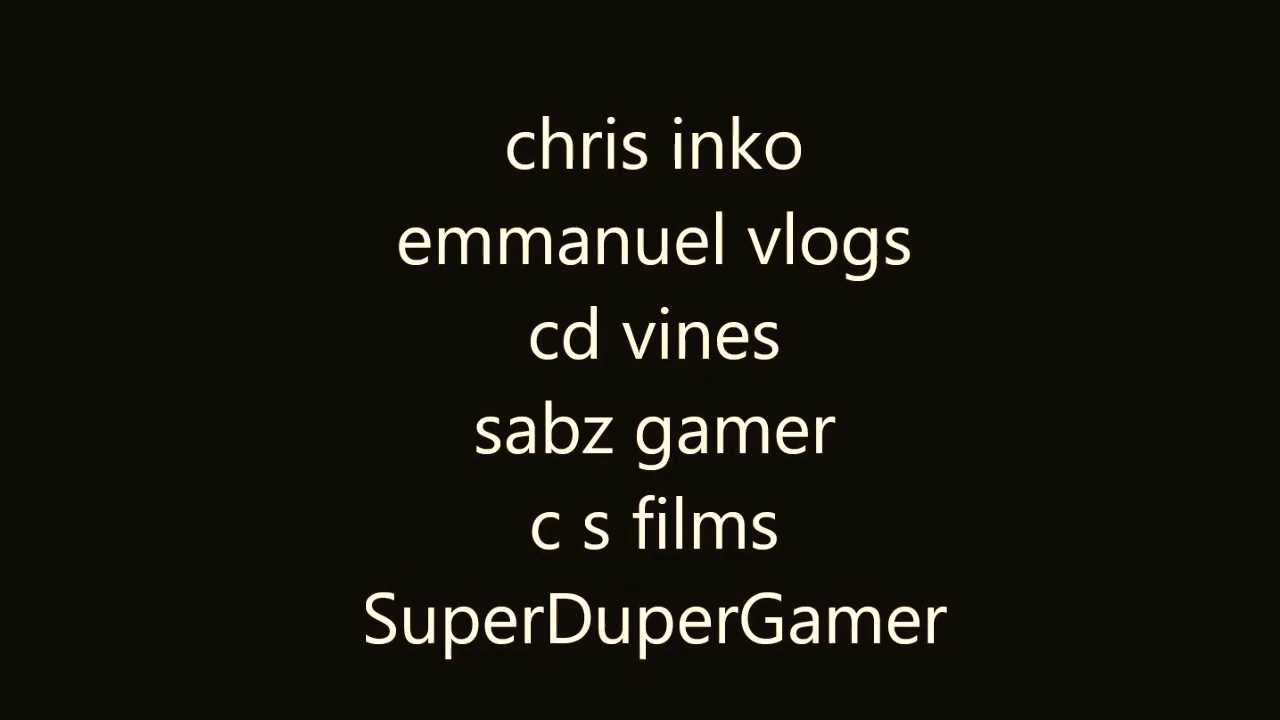 chris inko
emmanuel vlogs
cd vines
sabz gamer
c s films
SuperDuperGamer